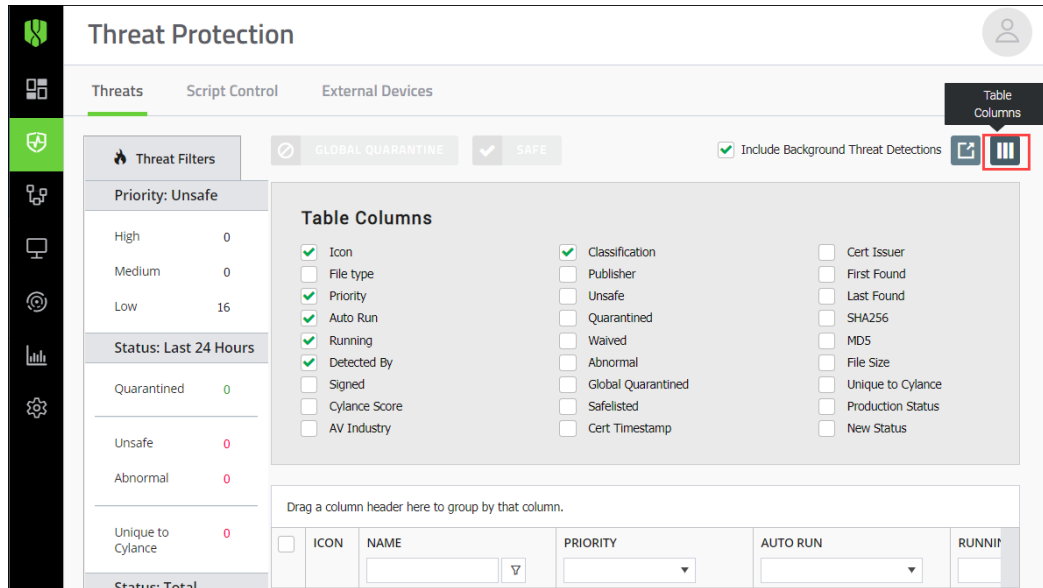 Threat Protection
Threats
Script Control
External Devices
Table
Columns
Threat Filters
GLOBAL QUARANTINE
SAFE
Include Background Threat Detections
Priority: Unsafe
High 0
Medium 0
Low 16
Status: Last 24 Hours
Quarantined 0
Unsafe 0
Abnormal 0
Unique to 0
Cylance
Status: Total
Table Columns
Icon
File type
Priority
Auto Run
Running
Detected By
Signed
Cylance Score
AV Industry
Classification
Publisher
Unsafe
Quarantined
Waived
Abnormal
Global Quarantined
Safelisted
Cert Timestamp
Cert Issuer
First Found
Last Found
SHA256
MD5
File Size
Unique to Cylance
Production Status
New Status
Drag a column header here to group by that column.
ICON
NAME
PRIORITY
AUTO RUN
RUNNIN